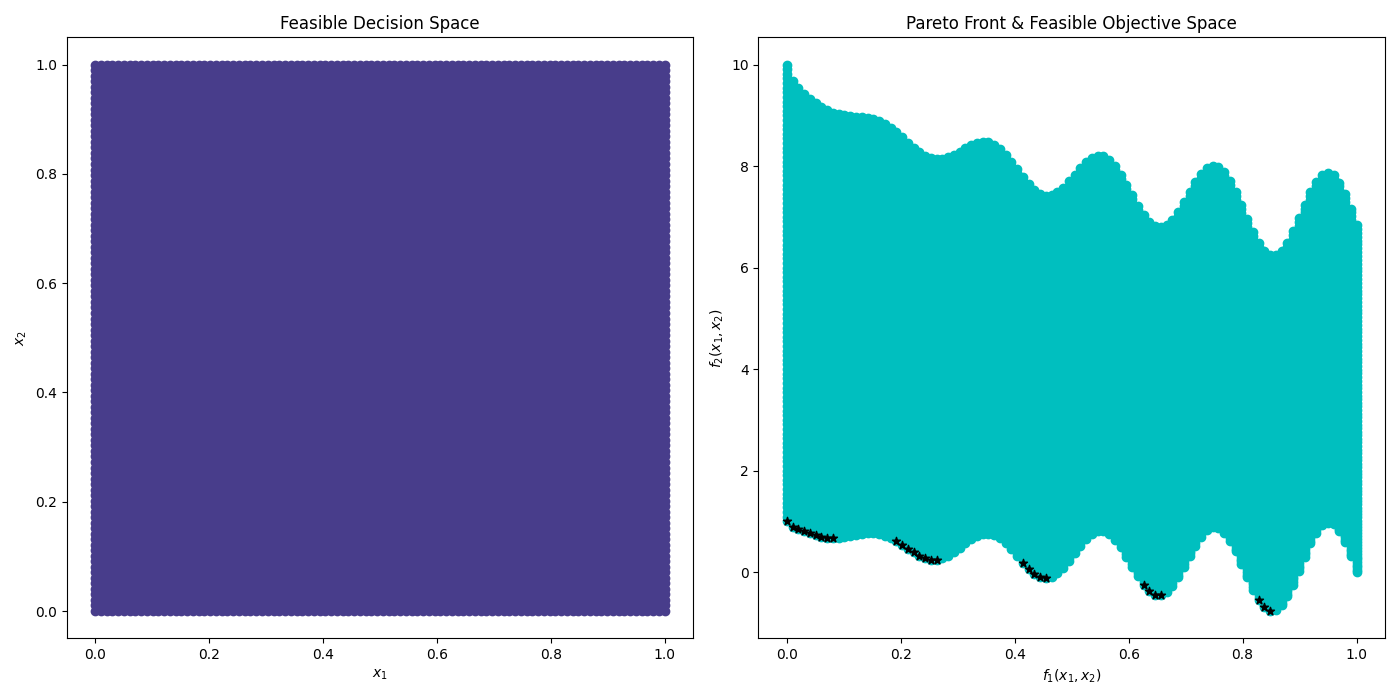 Feasible Decision Space
1.0
0.8
0.6
0.4
0.2
0.0
x₂
0.0 0.2 0.4 0.6 0.8 1.0
x₁
Pareto Front & Feasible Objective Space
10
8
6
4
2
0
f₂(x₁, x₂)
0.0 0.2 0.4 0.6 0.8 1.0
f₁(x₁, x₂)